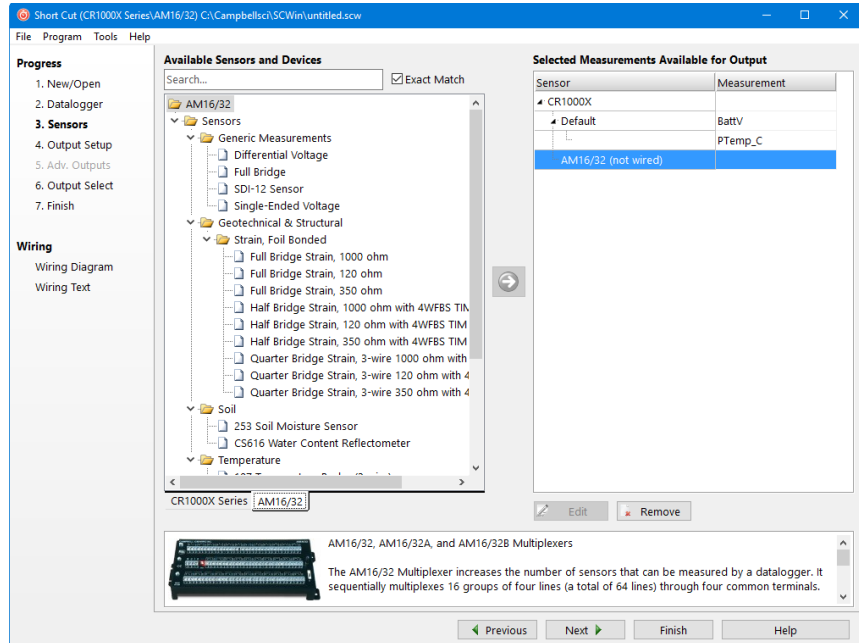 Short Cut (CR1000X Series\AM16/32) C:\Campbellsci\SCWin\untitled.scw
File Program Tools Help
Progress
1. New/Open
2. Datalogger
3. Sensors
4. Output Setup
5. Adv. Outputs
6. Output Select
7. Finish
Wiring
Wiring Diagram
Wiring Text
Available Sensors and Devices
Search...
Exact Match
AM16/32
Sensors
Generic Measurements
Differential Voltage
Full Bridge
SDI-12 Sensor
Single-Ended Voltage
Geotechnical & Structural
Strain, Foil Bonded
Full Bridge Strain, 1000 ohm
Full Bridge Strain, 120 ohm
Full Bridge Strain, 350 ohm
Half Bridge Strain, 1000 ohm with 4WFBS TIM
Half Bridge Strain, 120 ohm with 4WFBS TIM
Half Bridge Strain, 350 ohm with 4WFBS TIM
Quarter Bridge Strain, 3-wire 1000 ohm with
Quarter Bridge Strain, 3-wire 120 ohm with 4
Quarter Bridge Strain, 3-wire 350 ohm with 4
Soil
253 Soil Moisture Sensor
CS616 Water Content Reflectometer
Temperature
CR1000X Series
AM16/32
Selected Measurements Available for Output
Sensor Measurement
CR1000X
Default BattV
PTemp_C
AM16/32 (not wired)
Edit
Remove
AM16/32, AM16/32A, and AM16/32B Multiplexers
The AM16/32 Multiplexer increases the number of sensors that can be measured by a datalogger. It
sequentially multiplexes 16 groups of four lines (a total of 64 lines) through four common terminals.
Previous
Next
Finish
Help